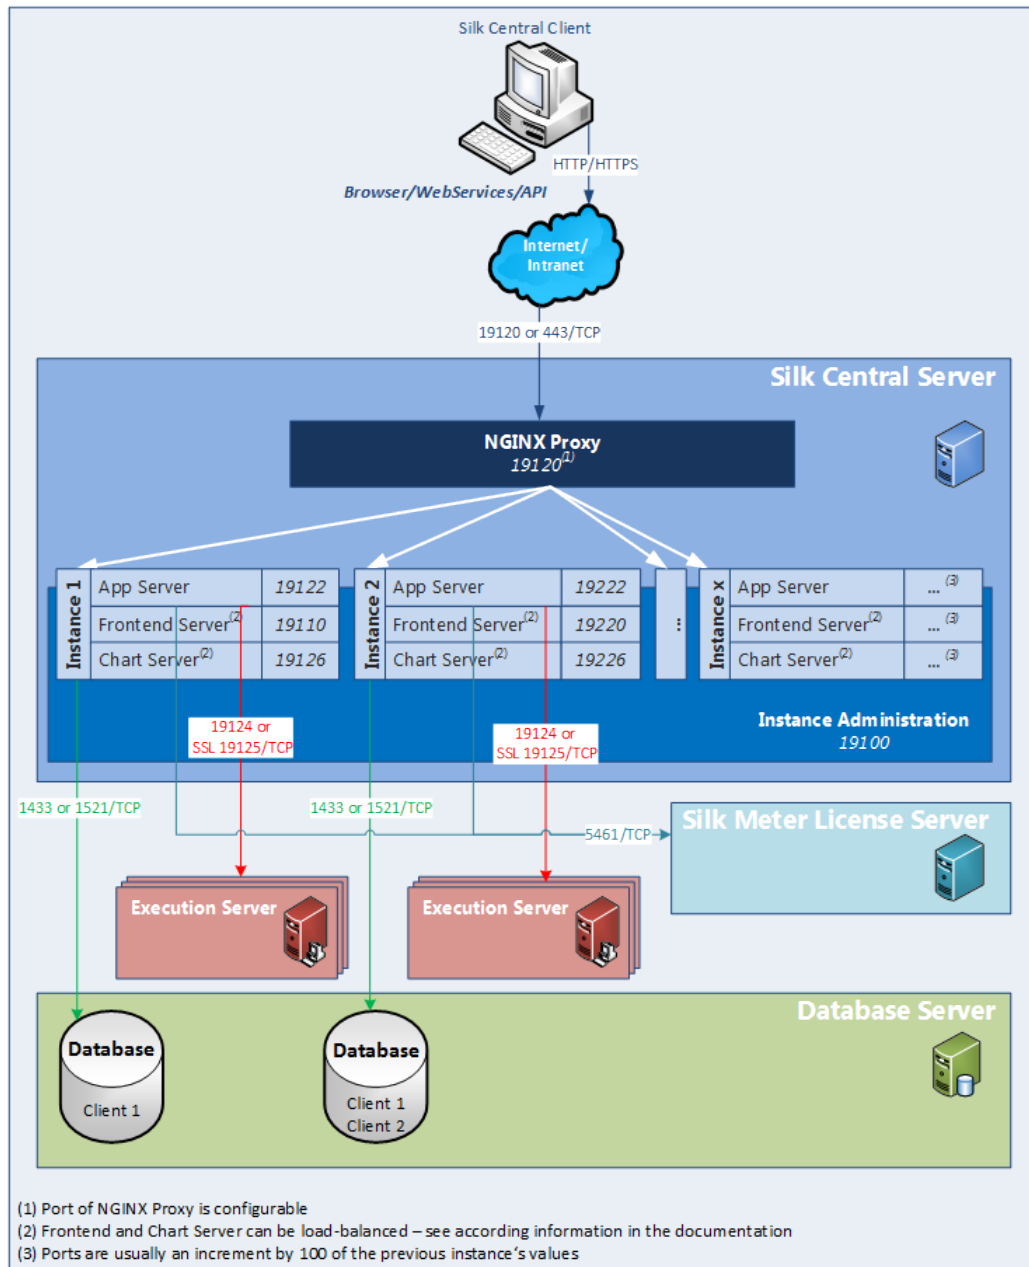 Silk Central Client
HTTP/HTTPS
Browser/WebServices/API
Internet/
Intranet
19120 or 443/TCP
Silk Central Server
NGINX Proxy
19120(1)
Instance 1
App Server 19122
Frontend Server(2) 19110
Chart Server(2) 19126
Instance 2
App Server 19222
Frontend Server(2) 19220
Chart Server(2) 19226
...
Instance x
App Server ... (3)
Frontend Server(2) ... (3)
Chart Server(2) ... (3)
19124 or
SSL 19125/TCP
19124 or
SSL 19125/TCP
Instance Administration
19100
1433 or 1521/TCP
1433 or 1521/TCP
5461/TCP
Silk Meter License Server
Execution Server
Execution Server
Database Server
Database
Client 1
Database
Client 1
Client 2
(1) Port of NGINX Proxy is configurable
(2) Frontend and Chart Server can be load-balanced – see according information in the documentation
(3) Ports are usually an increment by 100 of the previous instance's values